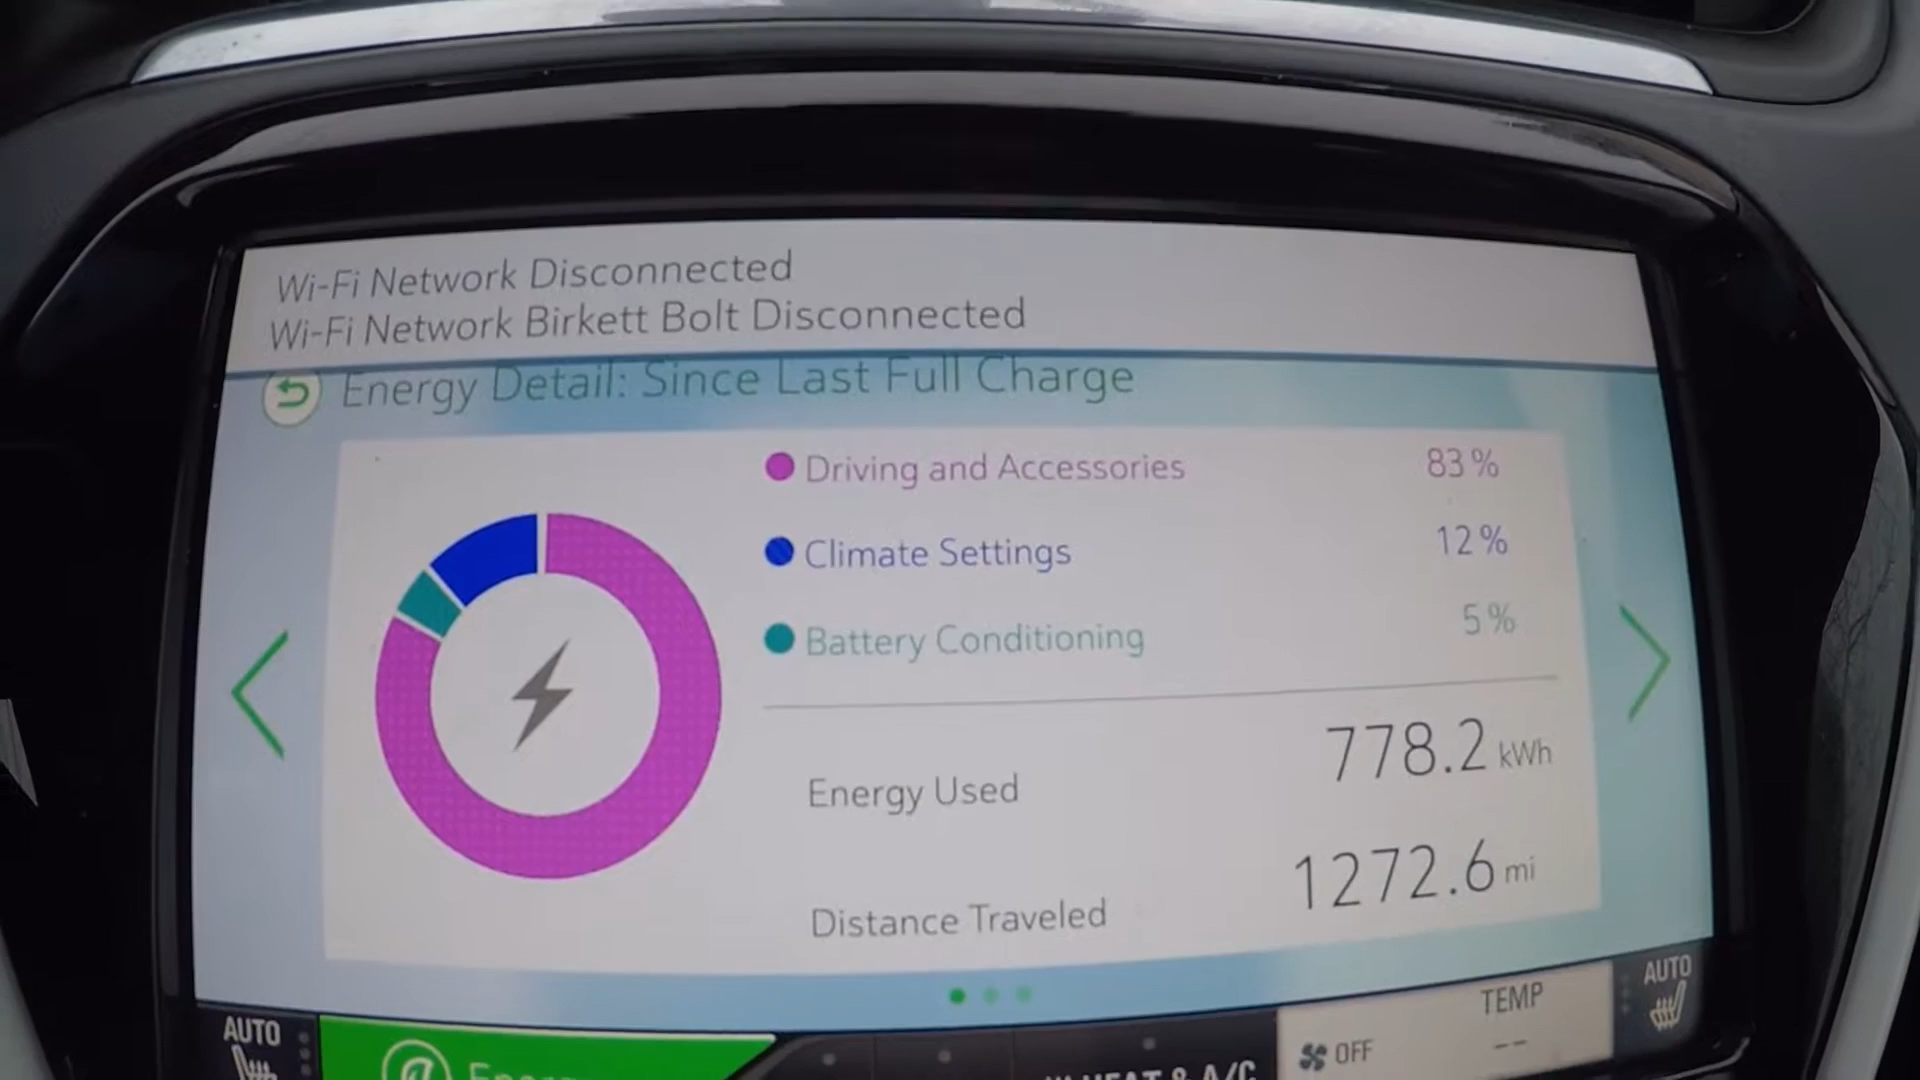 Wi-Fi Network Disconnected
Wi-Fi Network Birkett Bolt Disconnected
Energy Detail: Since Last Full Charge
Driving and Accessories 83%
Climate Settings 12%
Battery Conditioning 5%
Energy Used 778.2 kWh
Distance Traveled 1272.6 mi
AUTO
TEMP
AUTO
OFF
--
HEAT & A/C